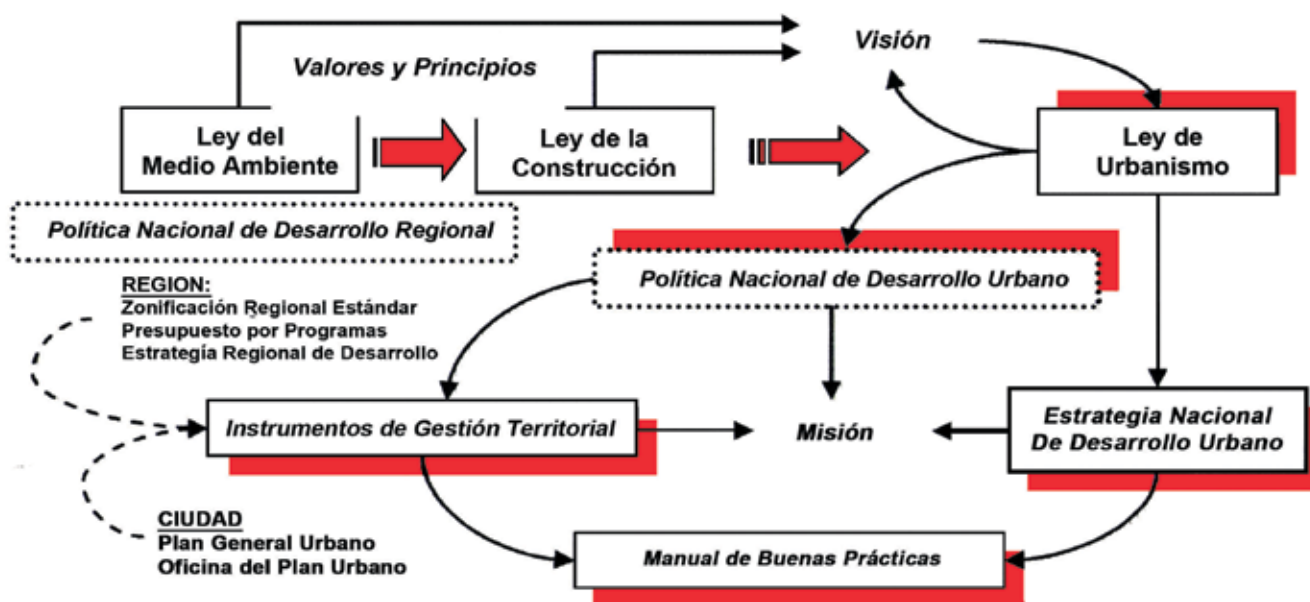 Visión
Valores y Principios
Ley del
Medio Ambiente
Ley de la
Construcción
Ley de
Urbanismo
Política Nacional de Desarrollo Regional
Política Nacional de Desarrollo Urbano
REGION:
Zonificación Regional Estándar
Presupuesto por Programas
Estrategía Regional de Desarrollo
Instrumentos de Gestión Territorial
Misión
Estrategia Nacional
De Desarrollo Urbano
CIUDAD
Plan General Urbano
Oficina del Plan Urbano
Manual de Buenas Prácticas